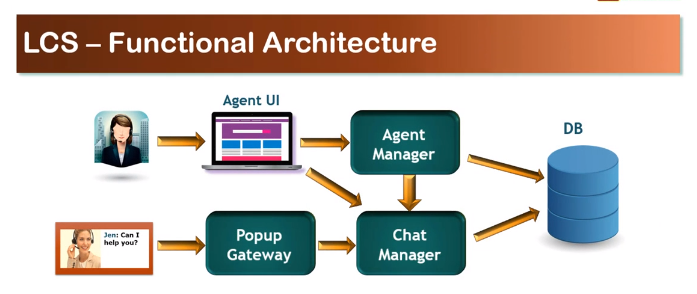 LCS – Functional Architecture
Agent UI
Agent
Manager
DB
Jen: Can I
help you?
Popup
Gateway
Chat
Manager